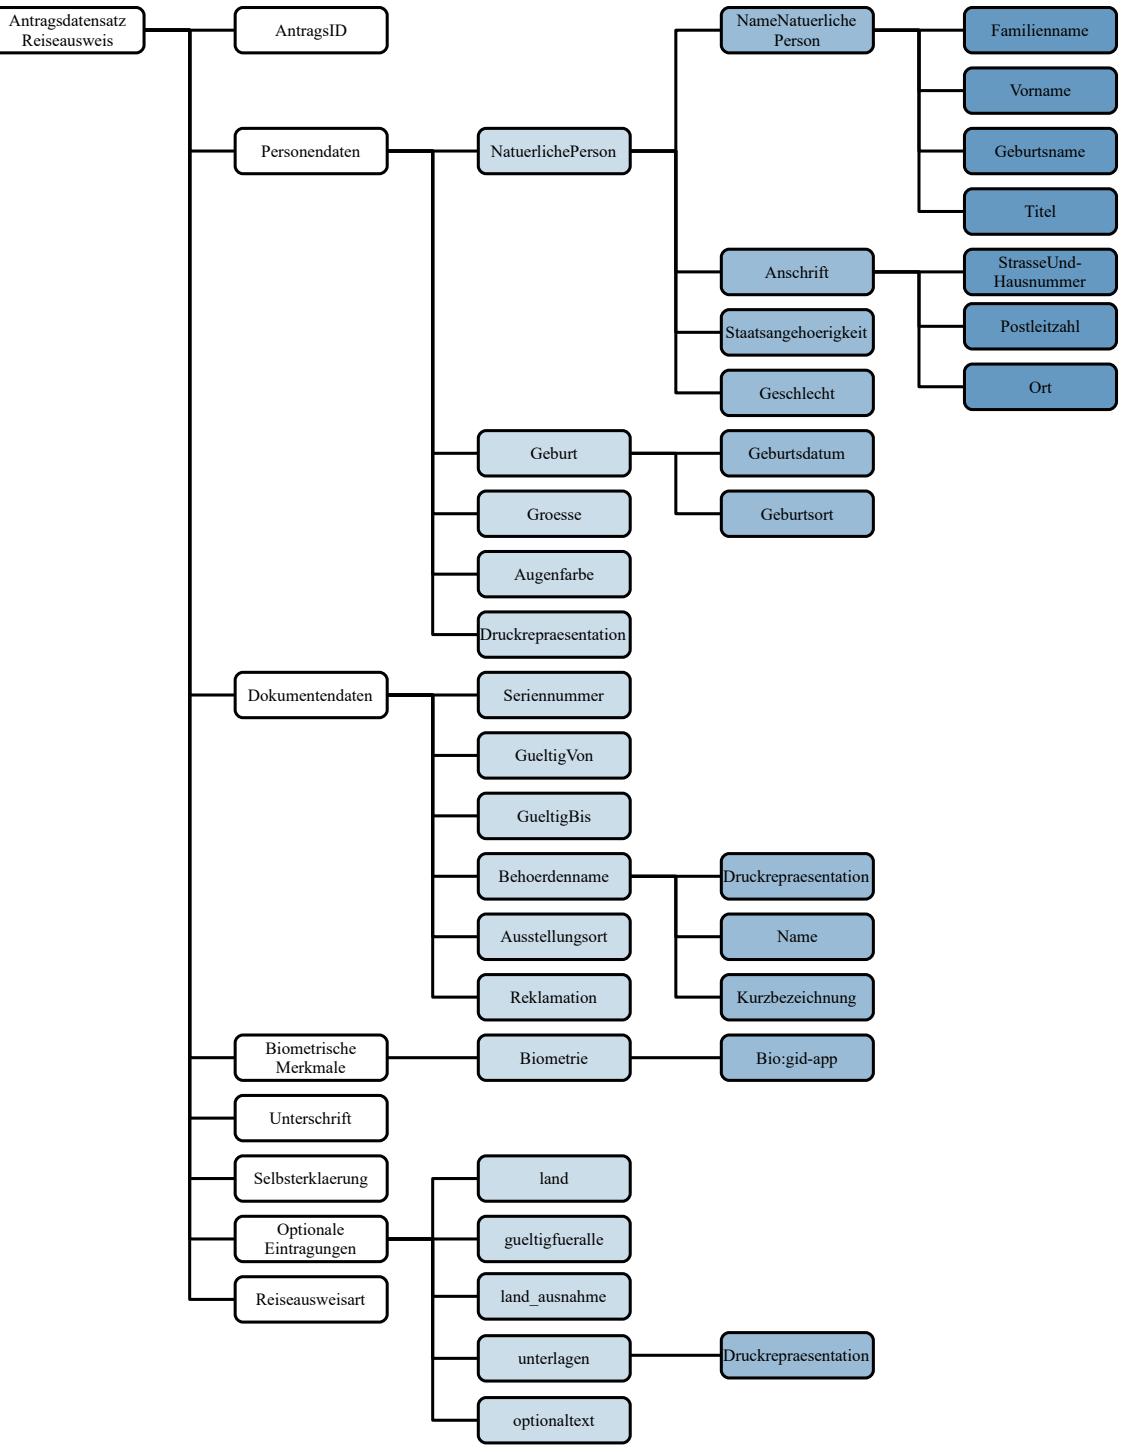 Antragsdatensatz
Reiseausweis
AntragsID
NameNatuerliche
Person
Familienname
Vorname
Personendaten
NatuerlichePerson
Geburtsname
Titel
Anschrift
StrasseUnd-
Hausnummer
Staatsangehoerigkeit
Postleitzahl
Geschlecht
Ort
Geburt
Geburtsdatum
Groesse
Geburtsort
Augenfarbe
Druckrepraesentation
Dokumentendaten
Seriennummer
GueltigVon
GueltigBis
Behoerdenname
Druckrepraesentation
Ausstellungsort
Name
Reklamation
Kurzbezeichnung
Biometrische
Merkmale
Biometrie
Bio:gid-app
Unterschrift
Selbsterklaerung
land
Optionale
Eintragungen
gueltigfueralle
Reiseausweisart
land_ausnahme
unterlagen
Druckrepraesentation
optionaltext